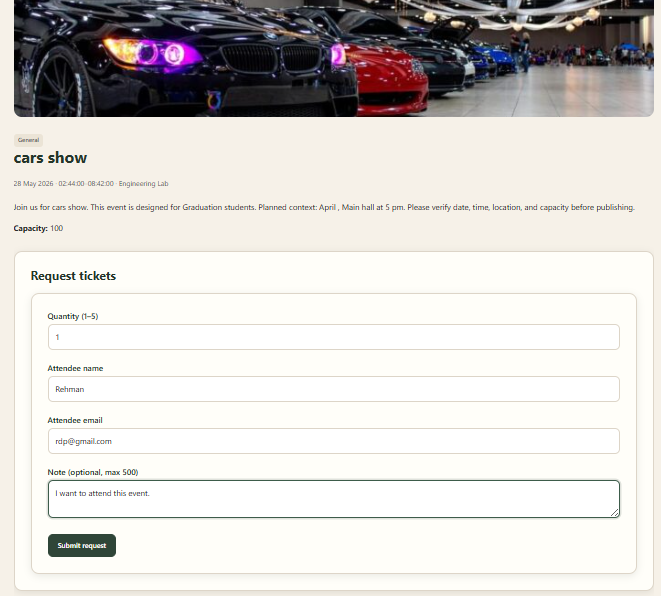 General
cars show
28 May 2026 · 02:44:00–08:42:00 · Engineering Lab
Join us for cars show. This event is designed for Graduation students. Planned context: April , Main hall at 5 pm. Please verify date, time, location, and capacity before publishing.
Capacity: 100
Request tickets
Quantity (1–5)
1
Attendee name
Rehman
Attendee email
rdp@gmail.com
Note (optional, max 500)
I want to attend this event.
Submit request